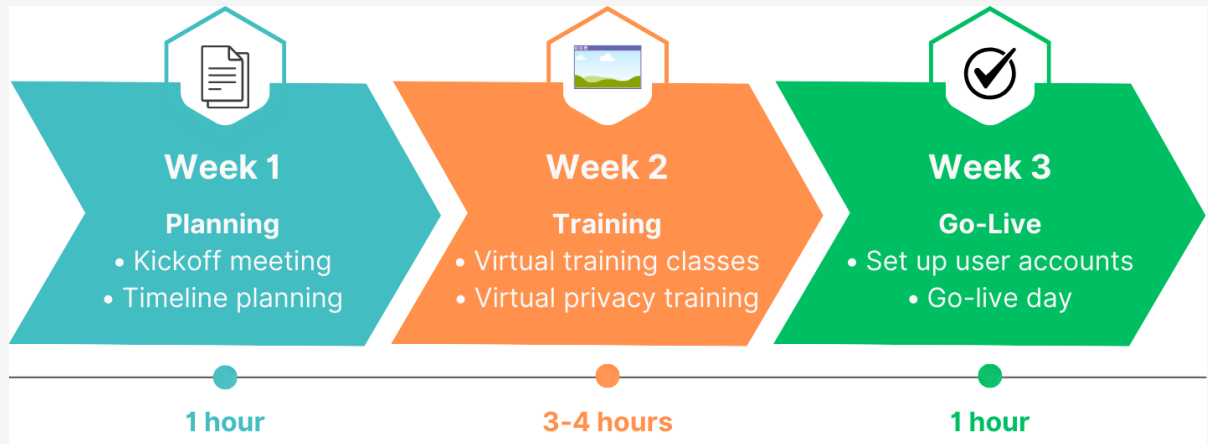 Week 1
Planning
• Kickoff meeting
• Timeline planning
1 hour
Week 2
Training
• Virtual training classes
• Virtual privacy training
3-4 hours
Week 3
Go-Live
• Set up user accounts
• Go-live day
1 hour